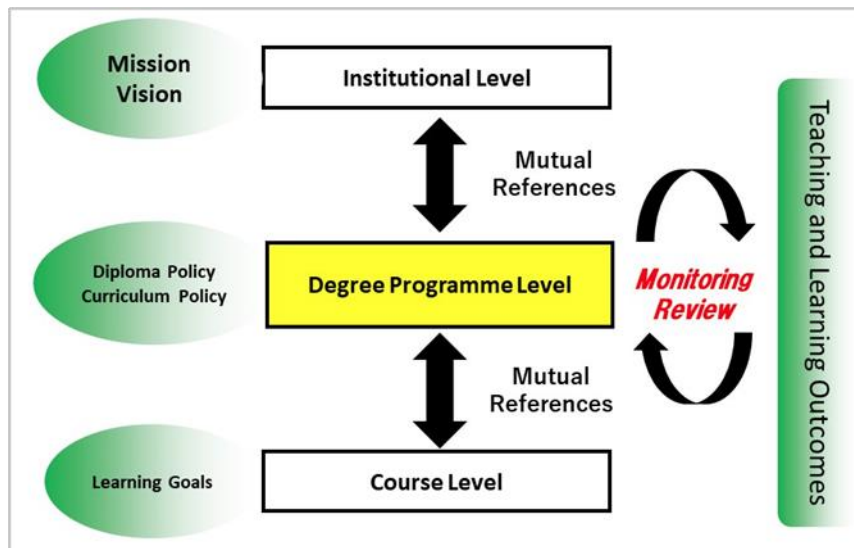 Mission
Vision
Institutional Level
Mutual
References
Diploma Policy
Curriculum Policy
Degree Programme Level
Monitoring
Review
Mutual
References
Learning Goals
Course Level
Teaching and Learning Outcomes